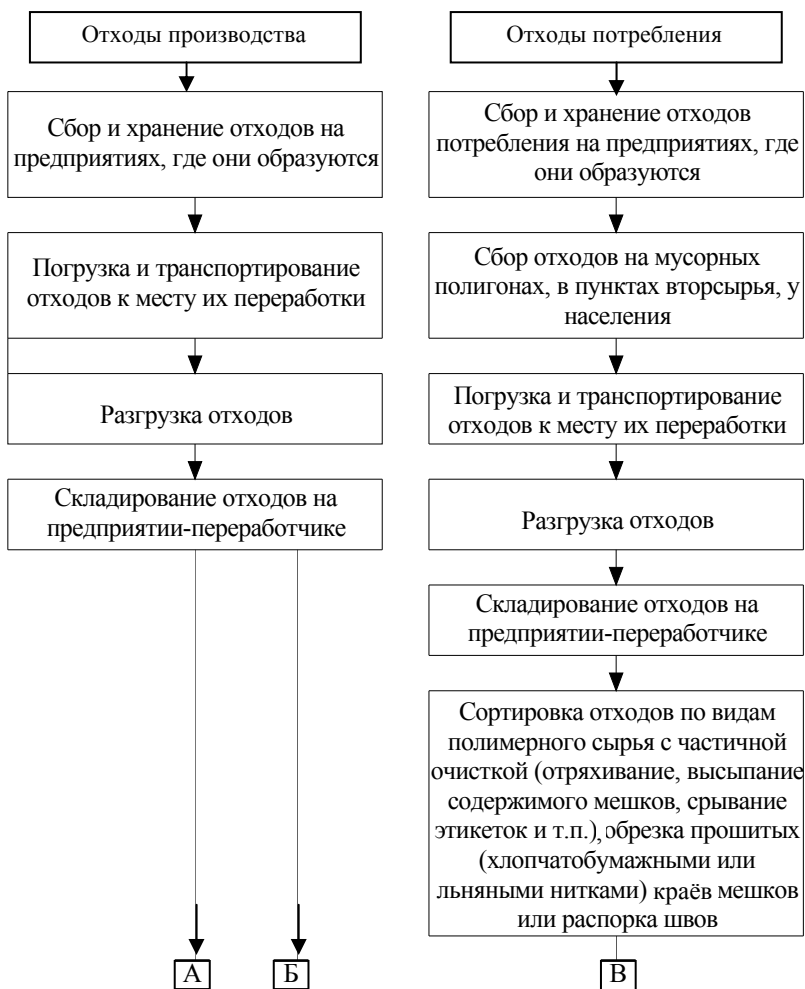 Отходы производства
Сбор и хранение отходов на
предприятиях, где они образуются
Погрузка и транспортирование
отходов к месту их переработки
Разгрузка отходов
Складирование отходов на
предприятии-переработчике
А
Б
Отходы потребления
Сбор и хранение отходов
потребления на предприятиях, где
они образуются
Сбор отходов на мусорных
полигонах, в пунктах вторсырья, у
населения
Погрузка и транспортирование
отходов к месту их переработки
Разгрузка отходов
Складирование отходов на
предприятии-переработчике
Сортировка отходов по видам
полимерного сырья с частичной
очисткой (отряхивание, высыпание
содержимого мешков, срывание
этикеток и т.п.), обрезка прошитых
(хлопчатобумажными или
льняными нитками) краёв мешков
или распорка швов
В